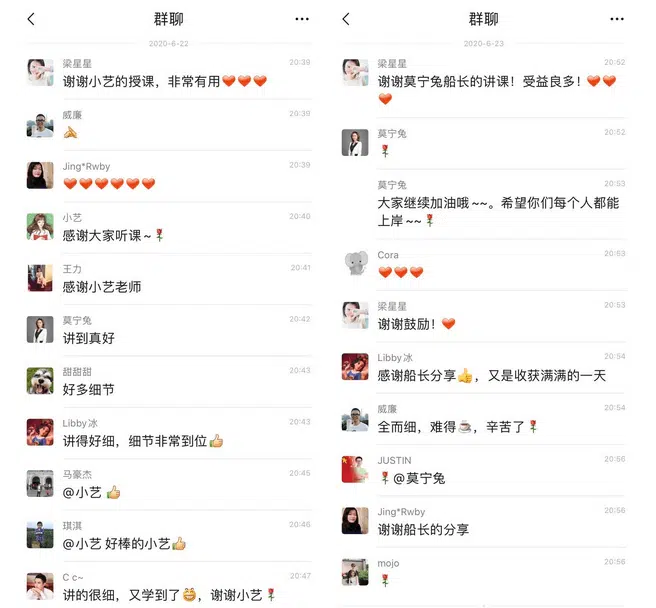 群聊
2020-6-22
梁星星 20:39
谢谢小艺的授课，非常有用❤️❤️❤️
威廉 20:39
Jing*Rwby 20:39
❤️❤️❤️❤️❤️❤️
小艺 20:40
感谢大家听课~🌹
王力 20:41
感谢小艺老师
莫宁兔 20:42
讲到真好
甜甜甜 20:43
好多细节
Libby冰 20:43
讲得好细，细节非常到位👍
马豪杰 20:45
@小艺 👍
琪淇 20:46
@小艺 好棒的小艺👍
C c~ 20:47
讲的很细，又学到了😁，谢谢小艺🌹
群聊
2020-6-23
梁星星 20:52
谢谢莫宁兔船长的讲课！受益良多！❤️❤️
❤️
莫宁兔 20:52
🌹
莫宁兔 20:53
大家继续加油哦~~。希望你们每个人都能
上岸~~🌹
Cora 20:53
❤️❤️❤️
梁星星 20:53
谢谢鼓励！❤️
Libby冰 20:54
感谢船长分享👍，又是收获满满的一天
威廉 20:54
全而细，难得☕，辛苦了🌹
JUSTIN 20:56
🌹@莫宁兔
Jing*Rwby 20:56
谢谢船长的分享
mojo 20:56
🌹